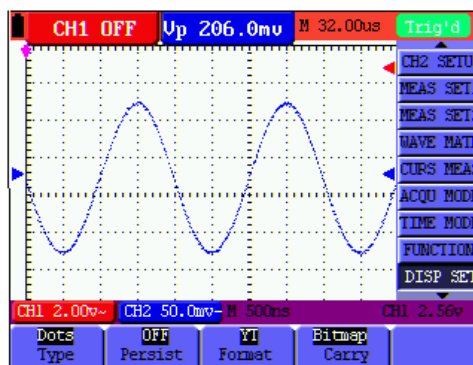 CH1 OFF Vp 206.0mv M 32.00us Trig'd
CH2 SETU
MEAS SET
MEAS SET
WAVE MAT
CURS MEA
ACQU MOD
TIME MOD
FUNCTION
DISP SET
CH1 2.00v~ CH2 50.0mv- M 500ns CH1 2.56v
Dots OFF YT Bitmap
Type Persist Format Carry